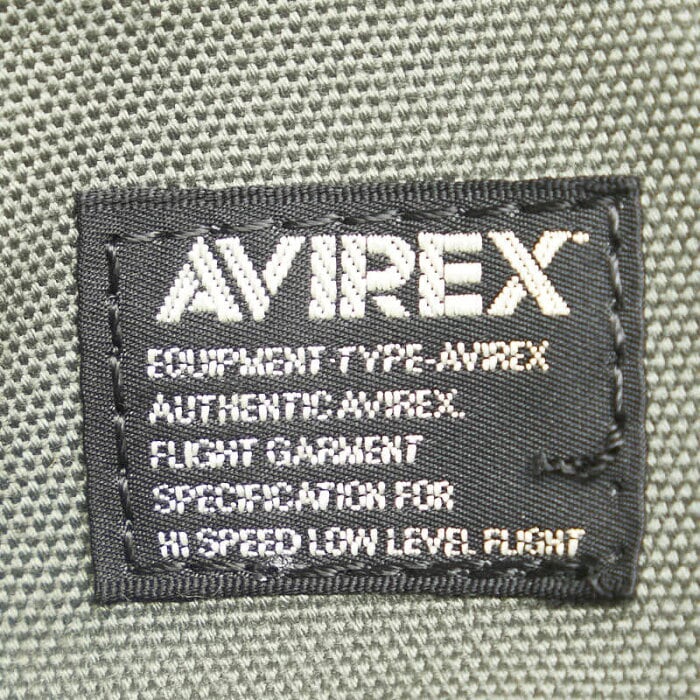 AVIREX
EQUIPMENT-TYPE-AVIREX
AUTHENTIC AVIREX.
FLIGHT GARMENT
SPECIFICATION FOR
HI SPEED LOW LEVEL FLIGHT